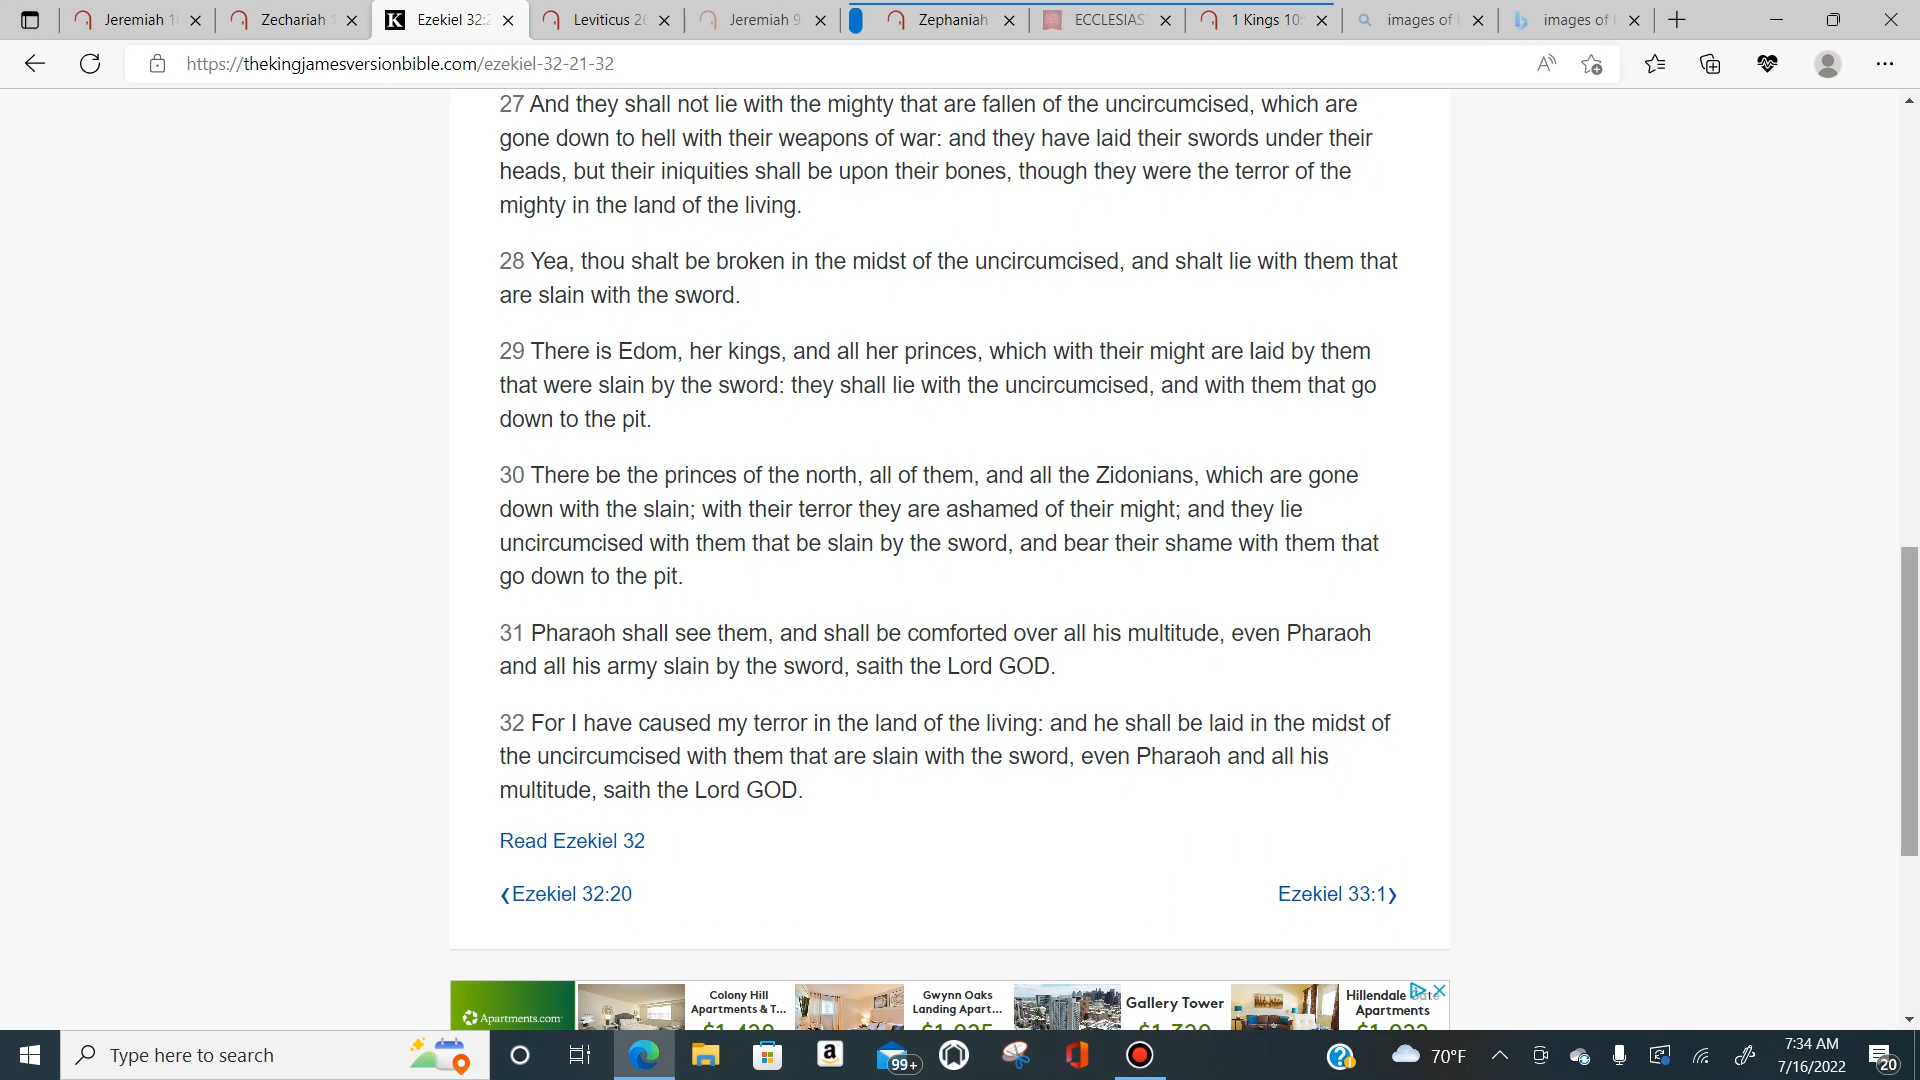 Jeremiah 1
Zechariah 1
K Ezekiel 32:2
Leviticus 26
Jeremiah 9
Zephaniah
ECCLESIAS
1 Kings 10:
images of
images of
https://thekingjamesversionbible.com/ezekiel-32-21-32
27 And they shall not lie with the mighty that are fallen of the uncircumcised, which are
gone down to hell with their weapons of war: and they have laid their swords under their
heads, but their iniquities shall be upon their bones, though they were the terror of the
mighty in the land of the living.
28 Yea, thou shalt be broken in the midst of the uncircumcised, and shalt lie with them that
are slain with the sword.
29 There is Edom, her kings, and all her princes, which with their might are laid by them
that were slain by the sword: they shall lie with the uncircumcised, and with them that go
down to the pit.
30 There be the princes of the north, all of them, and all the Zidonians, which are gone
down with the slain; with their terror they are ashamed of their might; and they lie
uncircumcised with them that be slain by the sword, and bear their shame with them that
go down to the pit.
31 Pharaoh shall see them, and shall be comforted over all his multitude, even Pharaoh
and all his army slain by the sword, saith the Lord GOD.
32 For I have caused my terror in the land of the living: and he shall be laid in the midst of
the uncircumcised with them that are slain with the sword, even Pharaoh and all his
multitude, saith the Lord GOD.
Read Ezekiel 32
❮Ezekiel 32:20
Ezekiel 33:1❯
Apartments.com
Colony Hill
Apartments & T...
Gwynn Oaks
Landing Apart...
Gallery Tower
Hillendale Gate
Apartments
Type here to search
99+
70°F
7:34 AM
7/16/2022
20